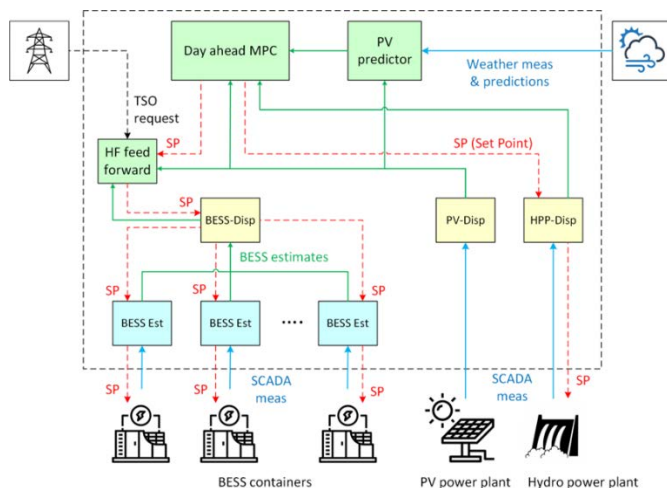 Day ahead MPC
PV
predictor
Weather meas
& predictions
TSO
request
SP
SP (Set Point)
HF feed
forward
SP
BESS-Disp
PV-Disp
HPP-Disp
BESS estimates
SP
SP
SP
BESS Est
BESS Est
....
BESS Est
SP
SP
SCADA
meas
SP
SCADA
meas
SP
BESS containers
PV power plant
Hydro power plant